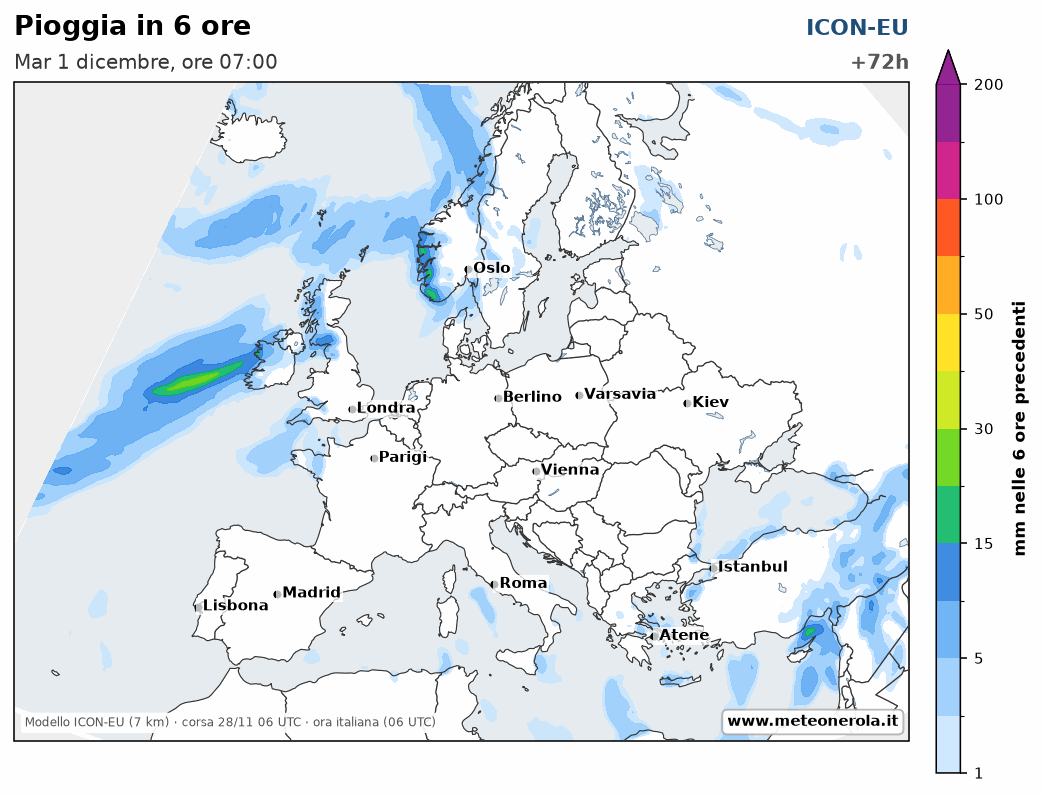 Pioggia in 6 ore
ICON-EU
Mar 1 dicembre, ore 07:00
+72h
200
100
50
30
15
5
1
mm nelle 6 ore precedenti
Oslo
Berlino
Varsavia
Kiev
Londra
Parigi
Vienna
Istanbul
Roma
Madrid
Lisbona
Atene
Modello ICON-EU (7 km) · corsa 28/11 06 UTC · ora italiana (06 UTC)
www.meteonerola.it